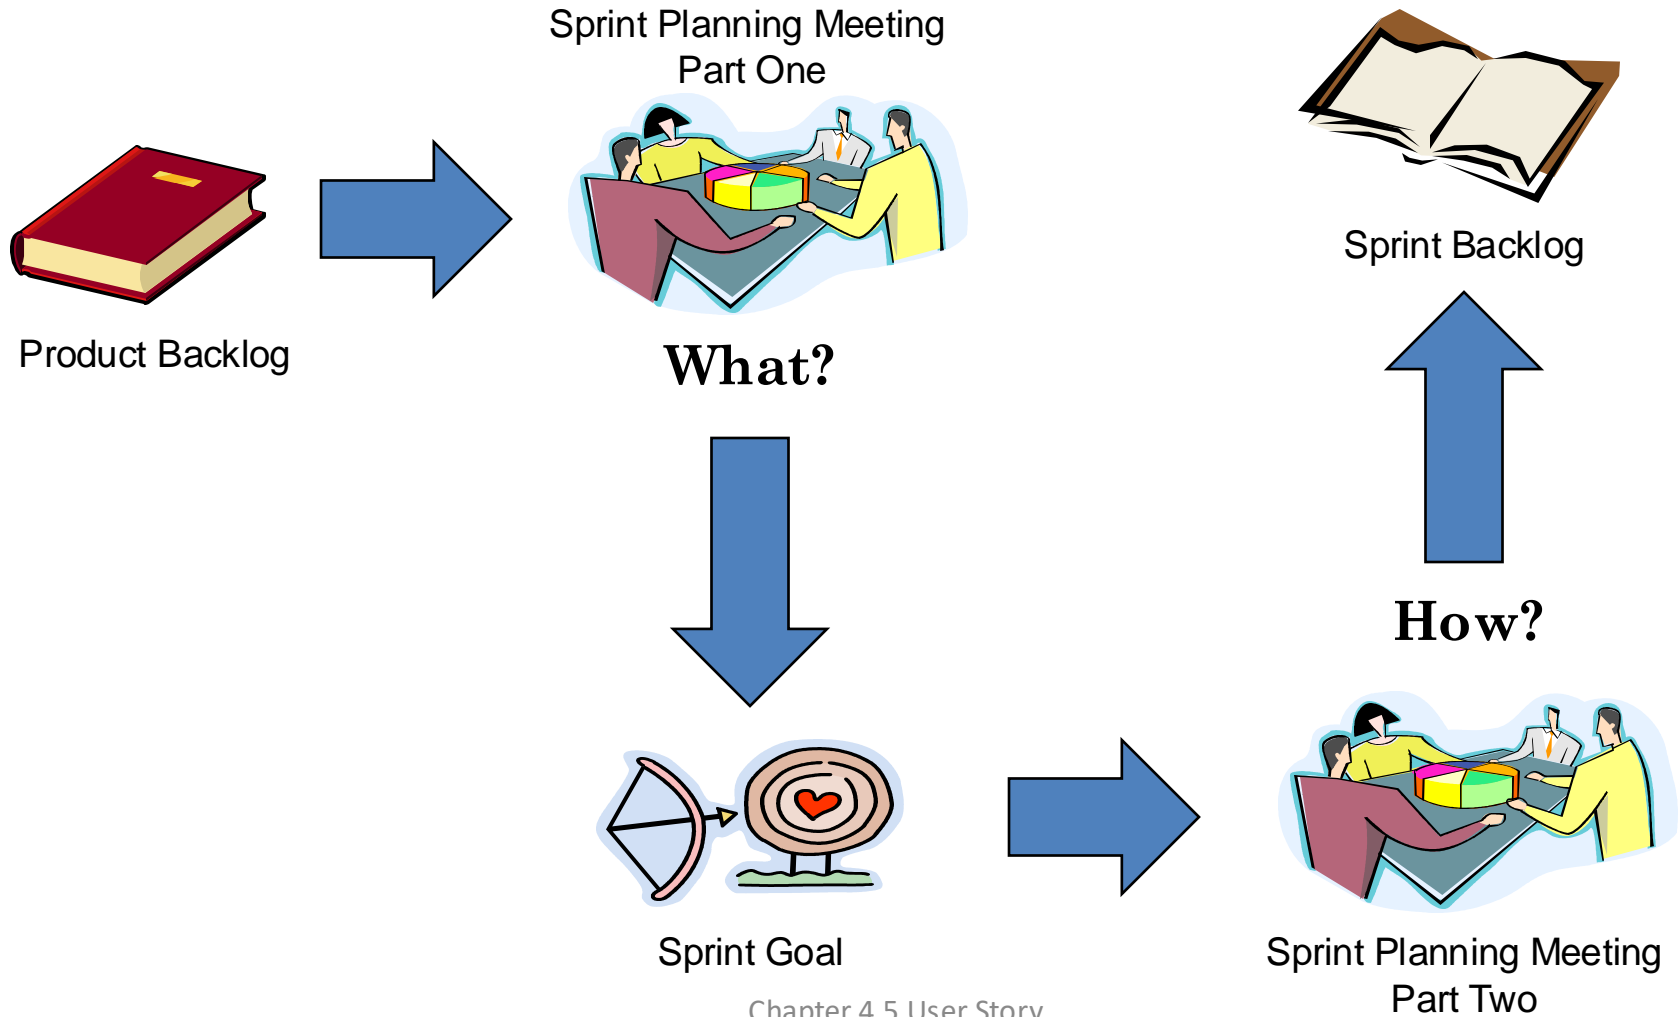 Sprint Planning Meeting
Part One
Product Backlog
What?
Sprint Goal
Sprint Planning Meeting
Part Two
How?
Sprint Backlog
Chapter 4.5 User Story